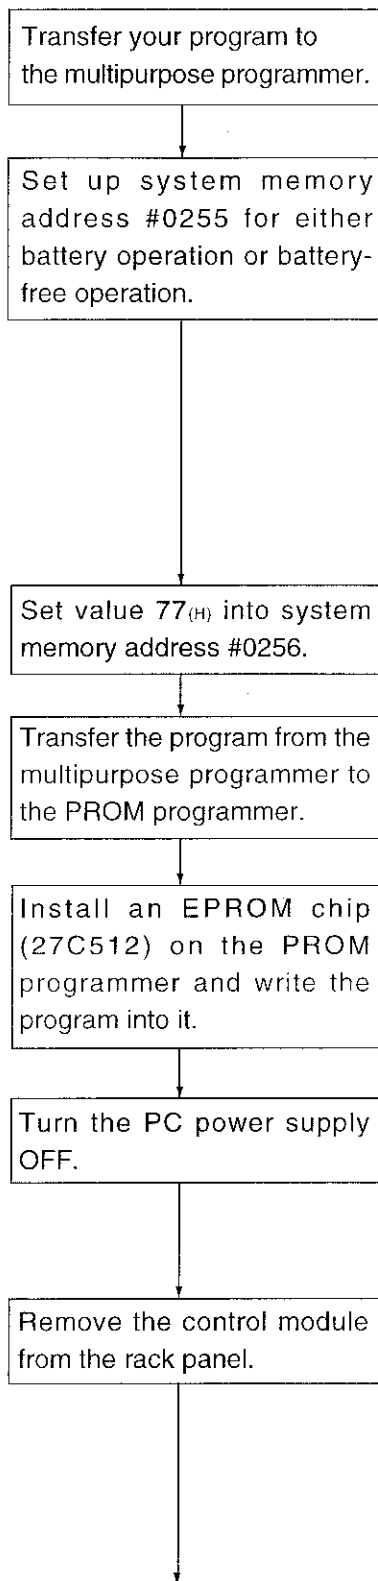 Transfer your program to
the multipurpose programmer.
Set up system memory
address #0255 for either
battery operation or battery-
free operation.
Set value 77(H) into system
memory address #0256.
Transfer the program from the
multipurpose programmer to
the PROM programmer.
Install an EPROM chip
(27C512) on the PROM
programmer and write the
program into it.
Turn the PC power supply
OFF.
Remove the control module
from the rack panel.